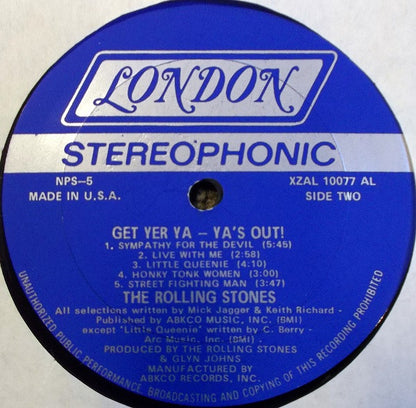 LONDON
STEREOPHONIC
NPS-5
MADE IN U.S.A.
XZAL 10077 AL
SIDE TWO
GET YER YA - YA'S OUT!
1. SYMPATHY FOR THE DEVIL (5:45)
2. LIVE WITH ME (2:58)
3. LITTLE QUEENIE (4:10)
4. HONKY TONK WOMEN (3:00)
5. STREET FIGHTING MAN (3:57)
THE ROLLING STONES
All selections written by Mick Jagger & Keith Richard -
Published by ABKCO MUSIC, INC. (BMI)
except "Little Queenie" written by C. Berry -
Arc Music, Inc. (BMI).
PRODUCED BY THE ROLLING STONES
& GLYN JOHNS
MANUFACTURED BY
ABKCO RECORDS, INC.
UNAUTHORIZED PUBLIC PERFORMANCE BROADCASTING AND COPYING OF THIS RECORDING PROHIBITED